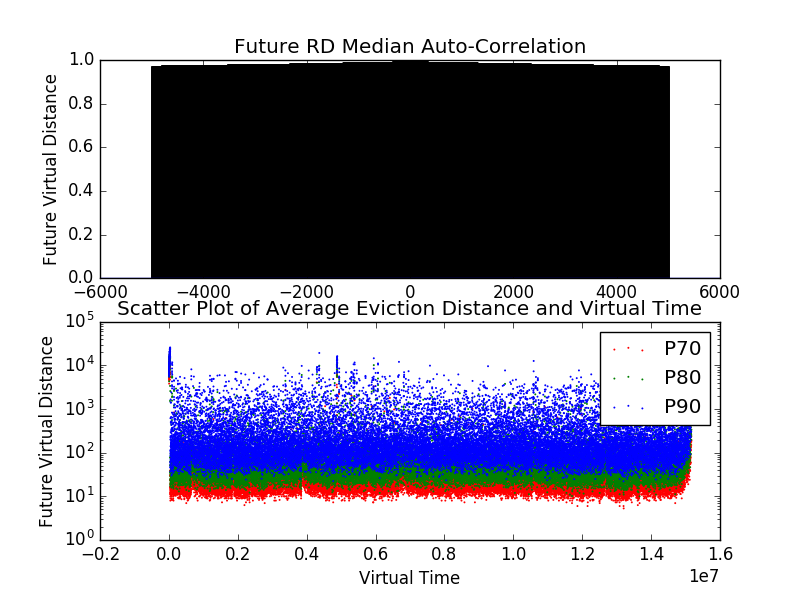 Future RD Median Auto-Correlation
Future Virtual Distance
1.0
0.8
0.6
0.4
0.2
0.0
−6000 −4000 −2000 0 2000 4000 6000
Scatter Plot of Average Eviction Distance and Virtual Time
Future Virtual Distance
10^5
10^4
10^3
10^2
10^1
10^0
P70
P80
P90
−0.2 0.0 0.2 0.4 0.6 0.8 1.0 1.2 1.4 1.6
1e7
Virtual Time